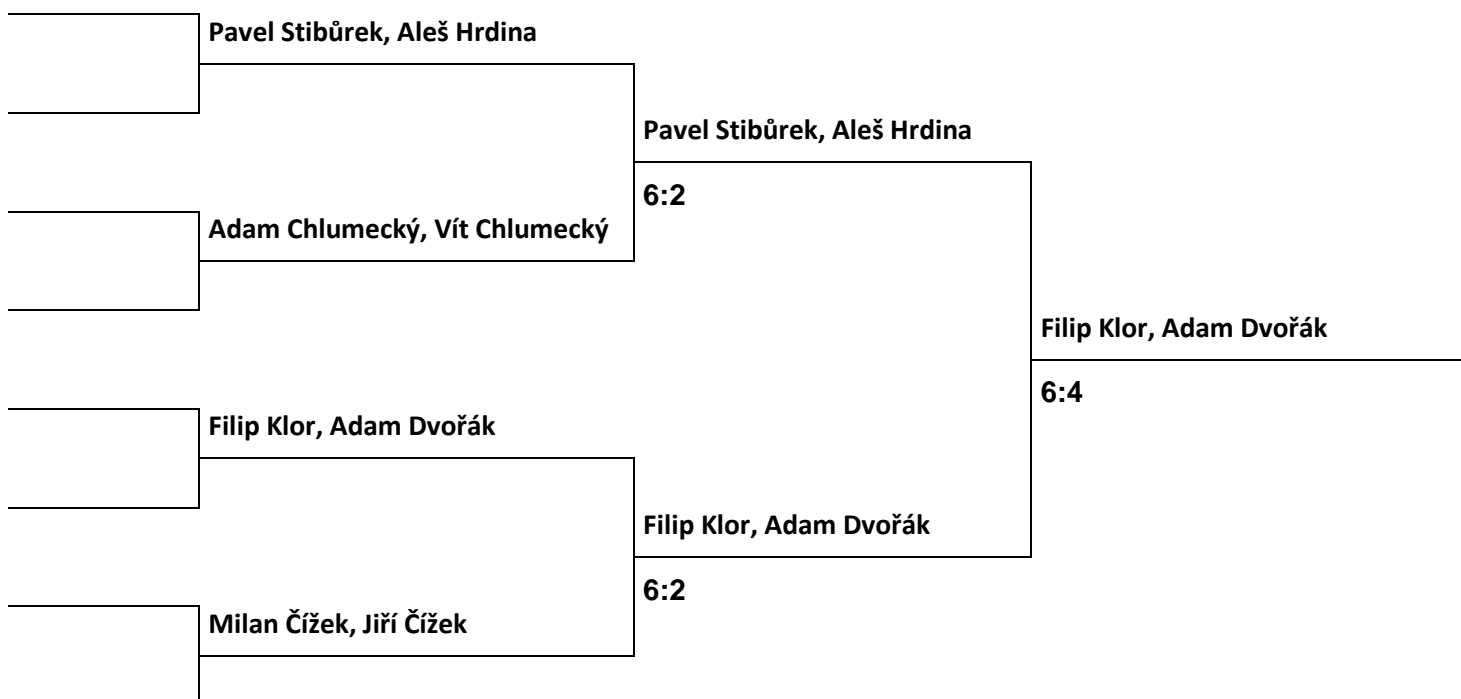 Pavel Stibůrek, Aleš Hrdina
Pavel Stibůrek, Aleš Hrdina
6:2
Adam Chlumecký, Vít Chlumecký
Filip Klor, Adam Dvořák
6:4
Filip Klor, Adam Dvořák
Filip Klor, Adam Dvořák
6:2
Milan Čížek, Jiří Čížek